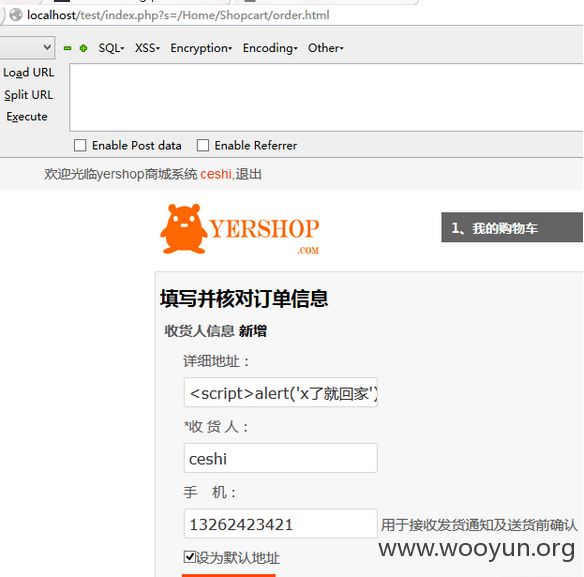 localhost/test/index.php?s=/Home/Shopcart/order.html
SQL- XSS- Encryption- Encoding- Other-
Load URL
Split URL
Execute
Enable Post data Enable Referrer
欢迎光临yershop商城系统 ceshi,退出
YERSHOP
.COM
1、我的购物车
填写并核对订单信息
收货人信息 新增
详细地址：
<script>alert('x了就回家')
*收 货 人：
ceshi
手 机：
13262423421 用于接收发货通知及送货前确认
设为默认地址
www.wooyun.org